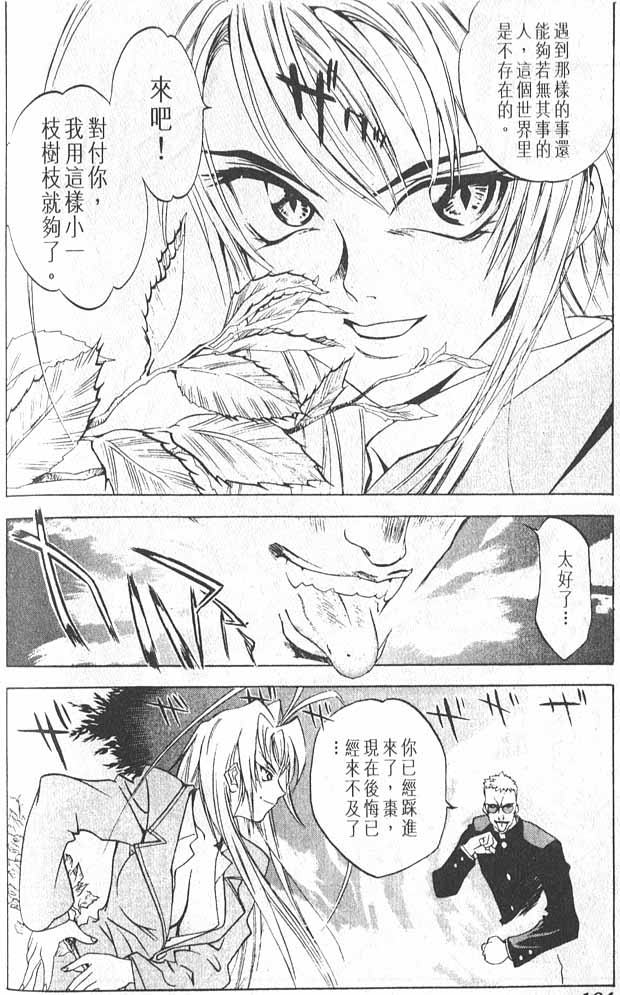 遇到那樣的事還
能夠若無其事的
人，這個世界里
是不存在的。
來吧！
對付你，
我用這樣小一
枝樹枝就夠了。
太好了…
你已經踩進
來了，棗，
現在後悔已
經來不及了
…